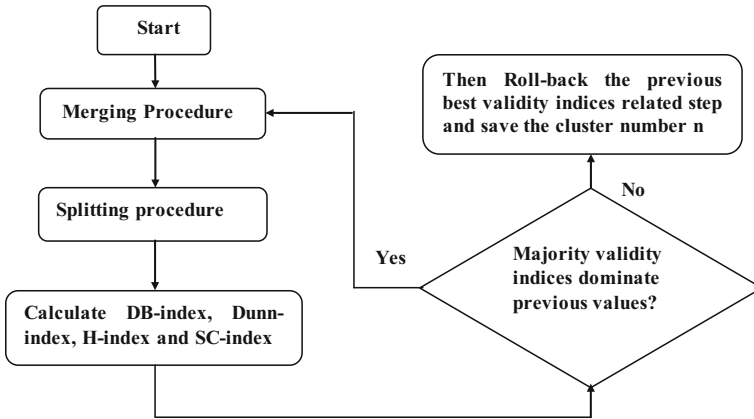 Start
Merging Procedure
Splitting procedure
Calculate DB-index, Dunn-
index, H-index and SC-index
Yes
Majority validity
indices dominate
previous values?
No
Then Roll-back the previous
best validity indices related step
and save the cluster number n